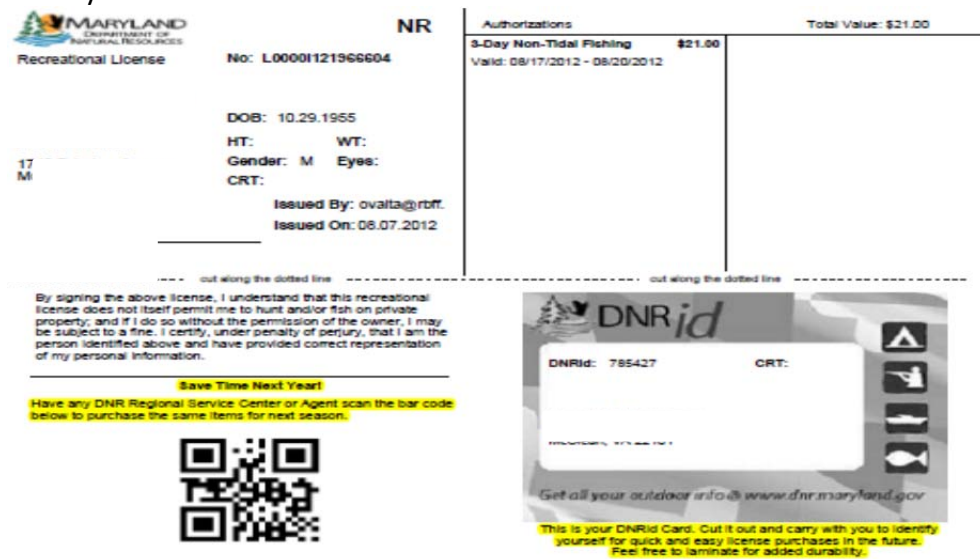 MARYLAND
DEPARTMENT OF
NATURAL RESOURCES
NR
Recreational License
No: L0000I121966604
DOB: 10.29.1955
HT: WT:
Gender: M Eyes:
CRT:
17
M
Issued By: ovalta@rbff.
Issued On: 08.07.2012
Authorizations
Total Value: $21.00
3-Day Non-Tidal Fishing $21.00
Valid: 08/17/2012 - 08/20/2012
cut along the dotted line
cut along the dotted line
By signing the above license, I understand that this recreational
license does not itself permit me to hunt and/or fish on private
property; and if I do so without the permission of the owner, I may
be subject to a fine. I certify, under penalty of perjury, that I am the
person identified above and have provided correct representation
of my personal information.
Save Time Next Year!
Have any DNR Regional Service Center or Agent scan the bar code
below to purchase the same items for next season.
DNRid
DNRid: 785427 CRT:
Get all your outdoor info @ www.dnr.maryland.gov
This is your DNRid Card. Cut it out and carry with you to identify
yourself for quick and easy license purchases in the future.
Feel free to laminate for added durability.